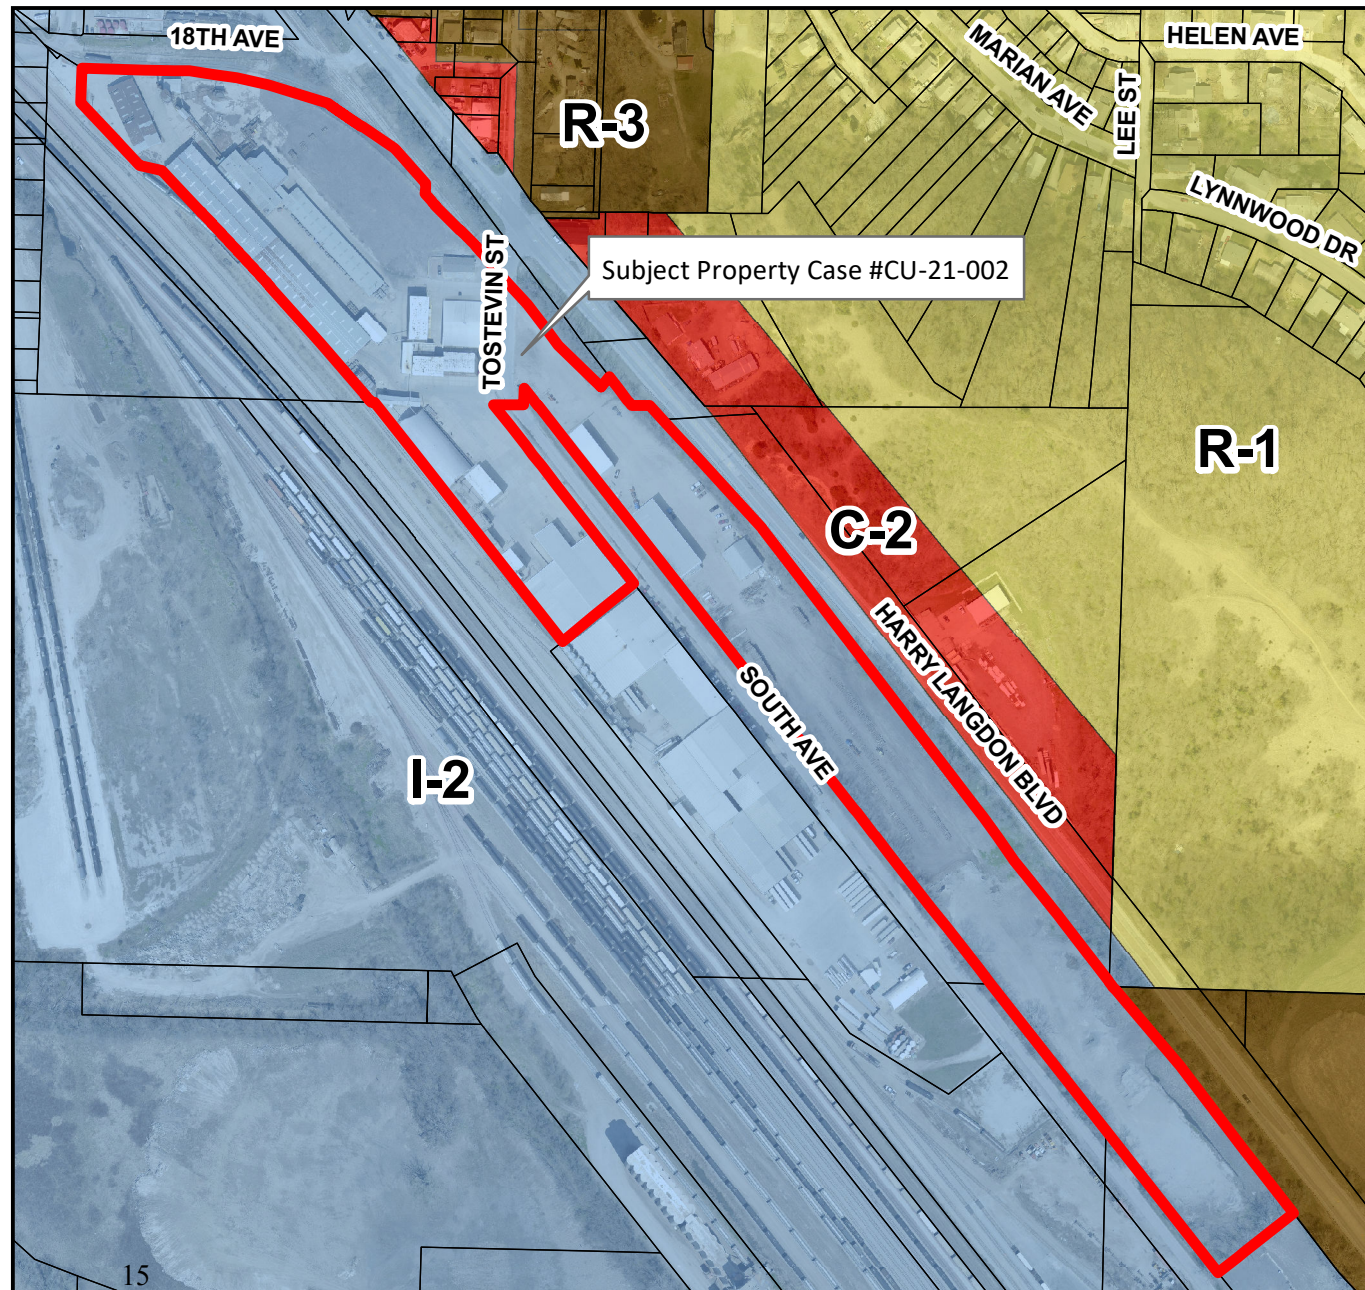 18TH AVE
HELEN AVE
MARIAN AVE
LEE ST
R-3
LYNNWOOD DR
TOSTEVIN ST
Subject Property Case #CU-21-002
R-1
C-2
HARRY LANGDON BLVD
SOUTH AVE
I-2
15